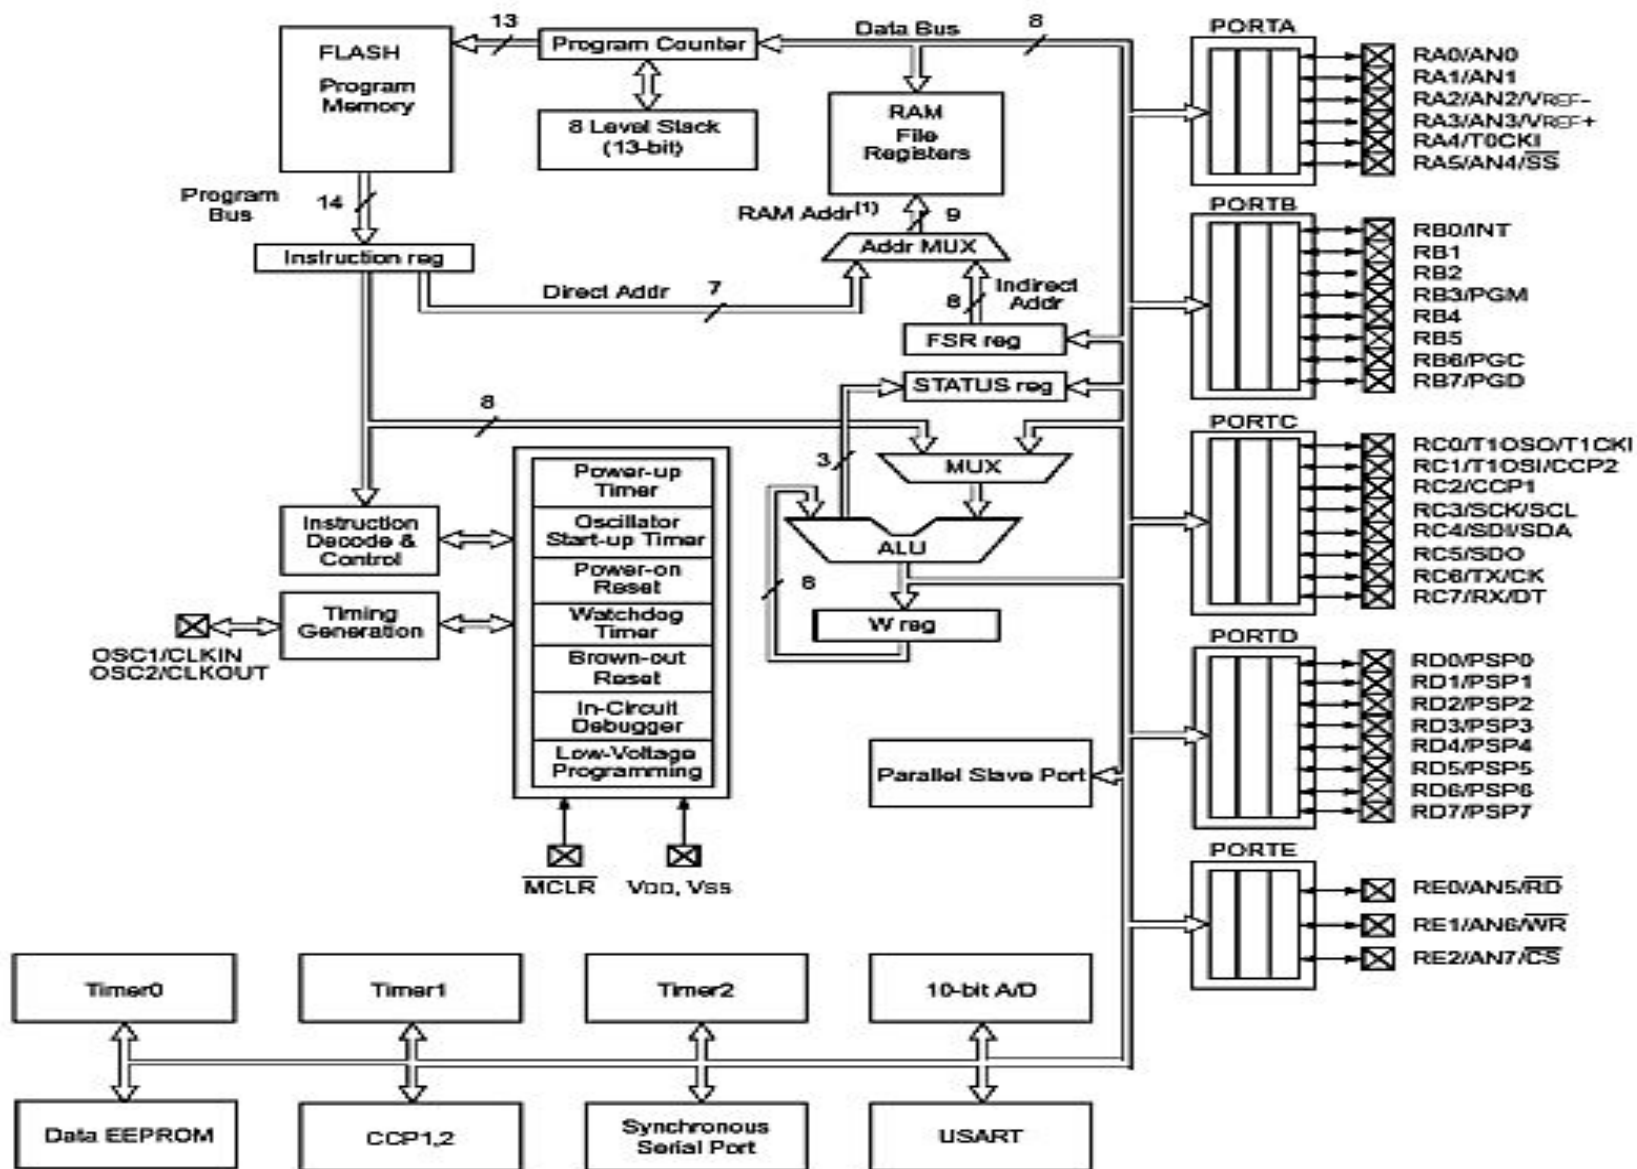 13
Data Bus
8
FLASH
Program
Memory
Program Counter
8 Level Stack
(13-bit)
RAM
File
Registers
Program
Bus
14
RAM Addr(1)
9
Addr MUX
Instruction reg
Direct Addr
7
8
Indirect
Addr
FSR reg
STATUS reg
8
3
MUX
Power-up
Timer
Instruction
Decode &
Control
Oscillator
Start-up Timer
ALU
Power-on
Reset
8
Timing
Generation
Watchdog
Timer
W reg
OSC1/CLKIN
OSC2/CLKOUT
Brown-out
Reset
In-Circuit
Debugger
Low-Voltage
Programming
Parallel Slave Port
MCLR
VDD, VSS
PORTA
RA0/AN0
RA1/AN1
RA2/AN2/VREF-
RA3/AN3/VREF+
RA4/T0CKI
RA5/AN4/SS
PORTB
RB0/INT
RB1
RB2
RB3/PGM
RB4
RB5
RB6/PGC
RB7/PGD
PORTC
RC0/T1OSO/T1CKI
RC1/T1OSI/CCP2
RC2/CCP1
RC3/SCK/SCL
RC4/SDI/SDA
RC5/SDO
RC6/TX/CK
RC7/RX/DT
PORTD
RD0/PSP0
RD1/PSP1
RD2/PSP2
RD3/PSP3
RD4/PSP4
RD5/PSP5
RD6/PSP6
RD7/PSP7
PORTE
RE0/AN5/RD
RE1/AN6/WR
RE2/AN7/CS
Timer0
Timer1
Timer2
10-bit A/D
Data EEPROM
CCP1,2
Synchronous
Serial Port
USART